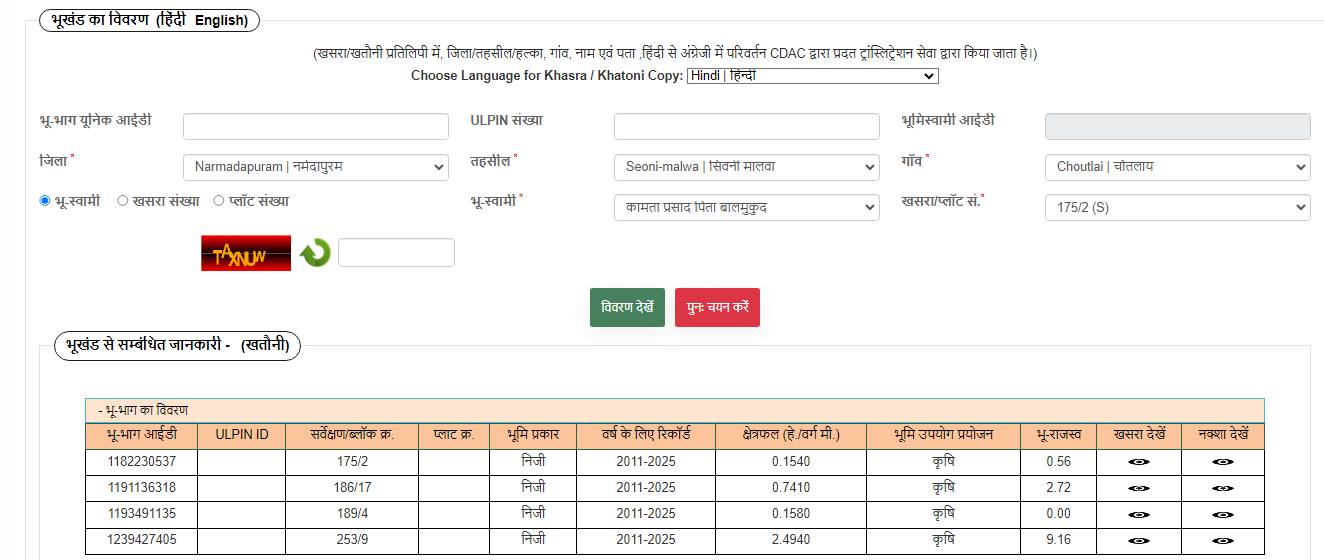 भूखंड का विवरण (हिंदी English)
(खसरा/खतौनी प्रतिलिपी में, जिला/तहसील/हल्का, गांव, नाम एवं पता ,हिंदी से अंग्रेजी में परिवर्तन CDAC द्वारा प्रदत ट्रांस्लिट्रेशन सेवा द्वारा किया जाता है।)
Choose Language for Khasra / Khatoni Copy: Hindi | हिन्दी
भू-भाग यूनिक आईडी ULPIN संख्या भूमिस्वामी आईडी
जिला * Narmadapuram | नर्मदापुरम तहसील * Seoni-malwa | सिवनी मालवा गाँव * Choutlai | चौतलाय
भू-स्वामी खसरा संख्या प्लॉट संख्या भू-स्वामी * कामता प्रसाद पिता बालमुकुद खसरा/प्लॉट सं.* 175/2 (S)
TAXNUW
विवरण देखें पुनः चयन करें
भूखंड से सम्बंधित जानकारी - (खतौनी)
- भू-भाग का विवरण
भू-भाग आईडी ULPIN ID सर्वेक्षण/ब्लॉक क्र. प्लाट क्र. भूमि प्रकार वर्ष के लिए रिकॉर्ड क्षेत्रफल (हे./वर्ग मी.) भूमि उपयोग प्रयोजन भू-राजस्व खसरा देखें नक्शा देखें
1182230537 175/2 निजी 2011-2025 0.1540 कृषि 0.56
1191136318 186/17 निजी 2011-2025 0.7410 कृषि 2.72
1193491135 189/4 निजी 2011-2025 0.1580 कृषि 0.00
1239427405 253/9 निजी 2011-2025 2.4940 कृषि 9.16